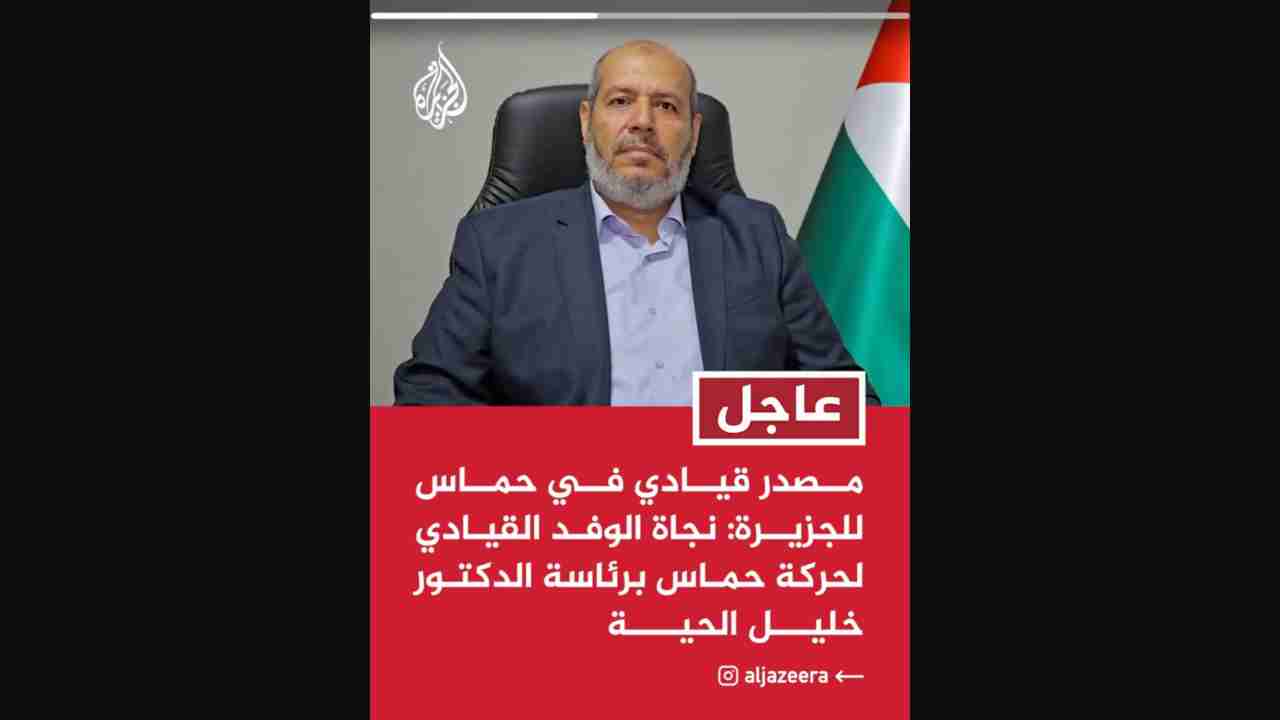 الجزيرة
عاجل
مصدر قيادي في حماس
للجزيرة: نجاة الوفد القيادي
لحركة حماس برئاسة الدكتور
خليل الحية
aljazeera